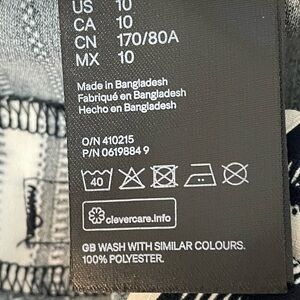 US 10
CA 10
CN 170/80A
MX 10
Made in Bangladesh
Fabriqué en Bangladesh
Hecho en Bangladesh
O/N 410215
P/N 0619884 9
40
clevercare.info
GB WASH WITH SIMILAR COLOURS.
100% POLYESTER.